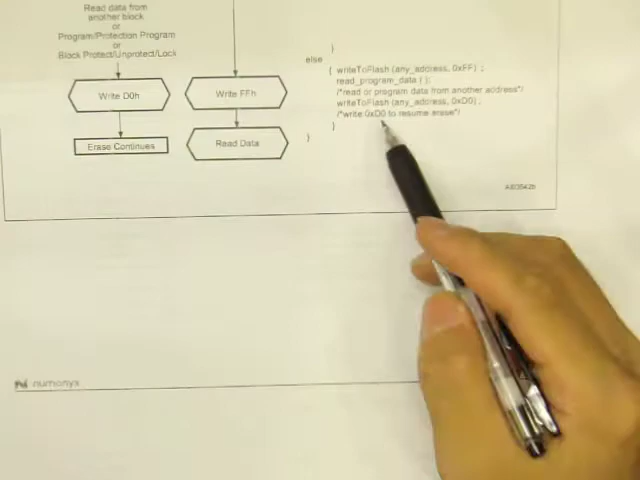 Read data from
another block
or
Program/Protection Program
or
Block Protect/Unprotect/Lock
Write D0h
Write FFh
Erase Continues
Read Data
}
else
{ writeToFlash (any_address, 0xFF) ;
read_program_data ( );
/*read or program data from another address*/
writeToFlash (any_address, 0xD0) ;
/*write 0xD0 to resume erase*/
}
}
numonyx